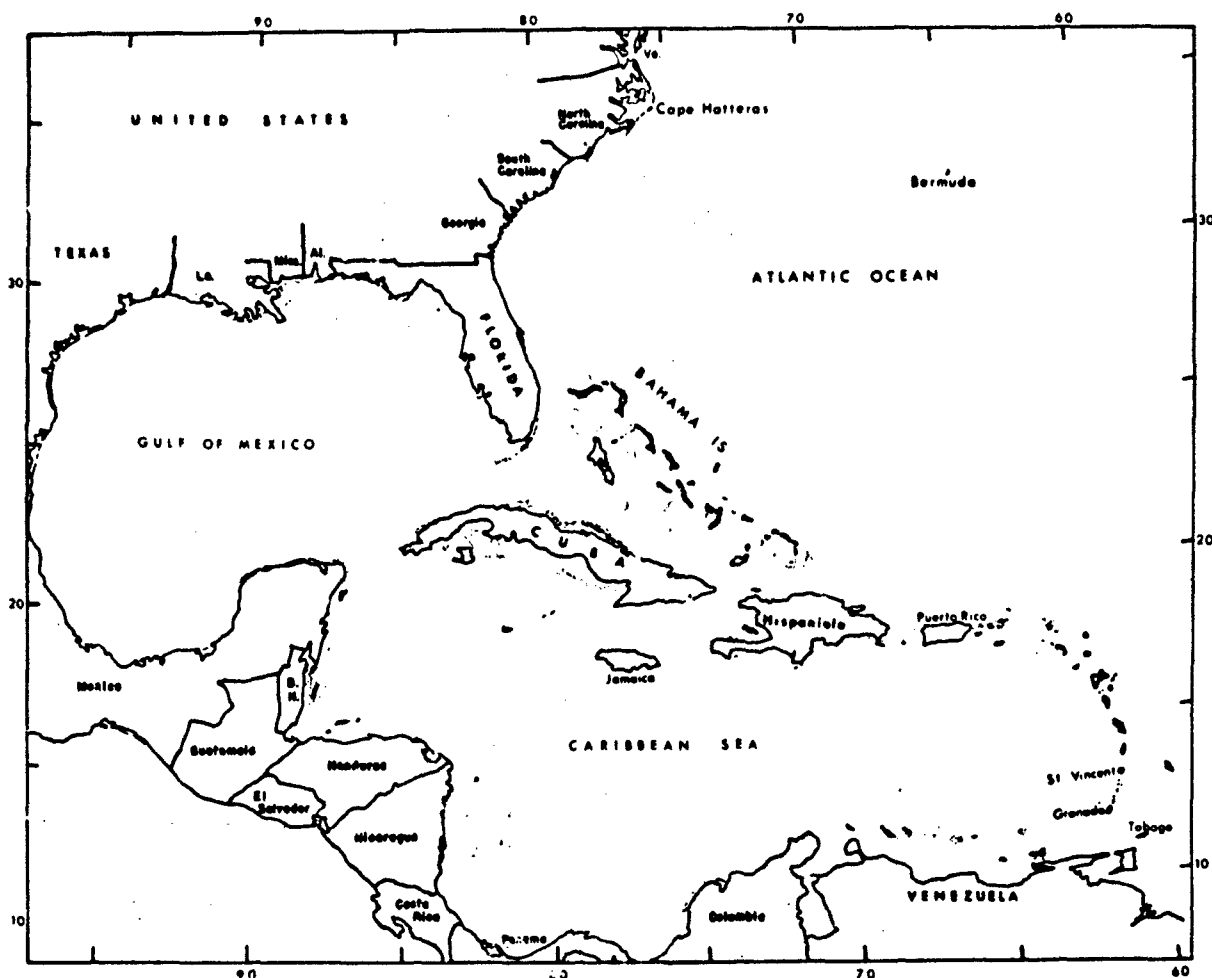 90
80
70
60
Va.
UNITED STATES
North
Carolina
Cape Hatteras
South
Carolina
Bermuda
Georgia
30
TEXAS
La.
Miss.
Al.
30
ATLANTIC OCEAN
FLORIDA
BAHAMA IS.
GULF OF MEXICO
CUBA
20
20
Hispaniola
Puerto Rico
Jamaica
Mexico
B.
H.
Guatemala
Honduras
CARIBBEAN SEA
St Vincent
El
Salvador
Grenada
Nicaragua
Tobago
10
VENEZUELA
Costa
Rica
Colombia
10
Panama
90
80
70
60